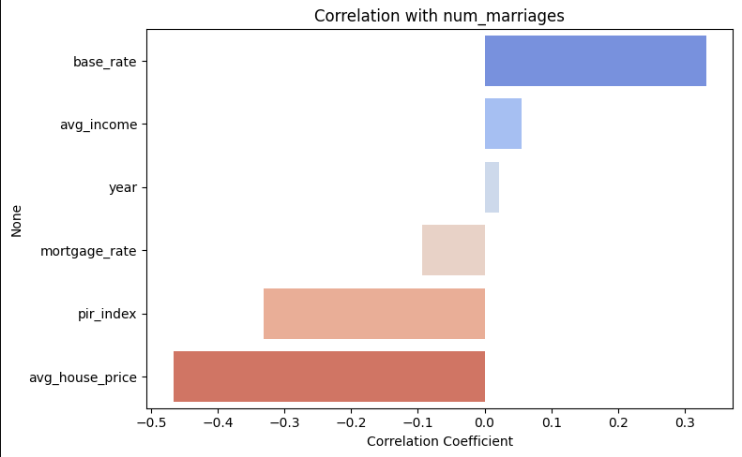 Correlation with num_marriages
base_rate
avg_income
year
mortgage_rate
pir_index
avg_house_price
None
−0.5 −0.4 −0.3 −0.2 −0.1 0.0 0.1 0.2 0.3
Correlation Coefficient